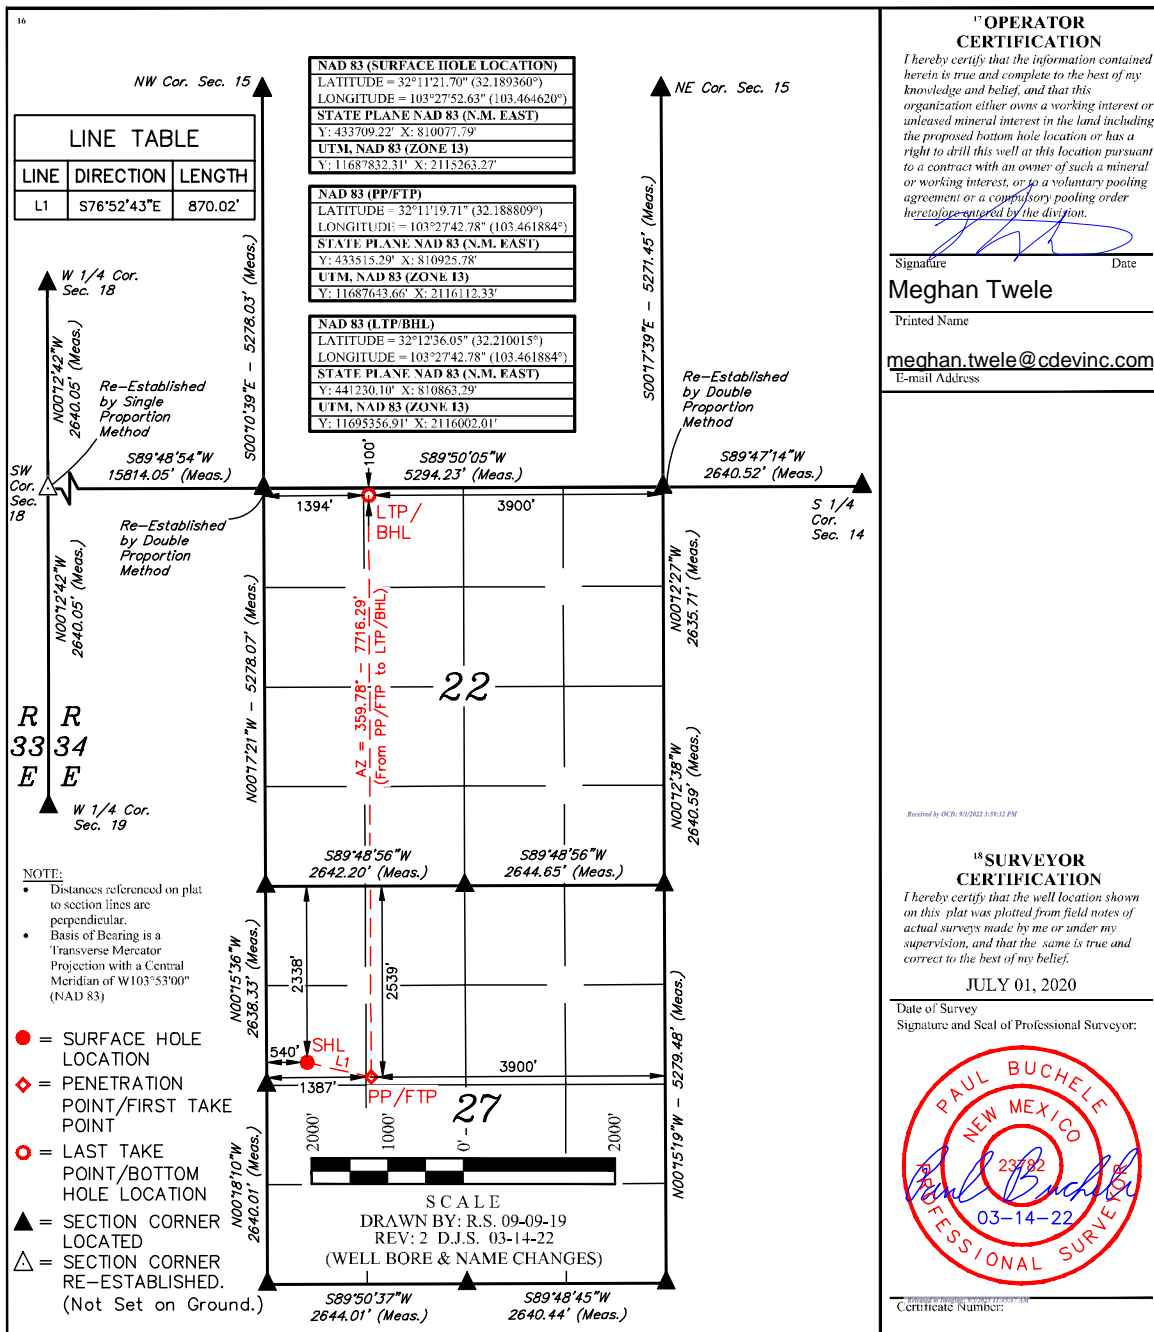 16
NW Cor. Sec. 15
NE Cor. Sec. 15
LINE TABLE
LINE DIRECTION LENGTH
L1 S76°52'43"E 870.02'
NAD 83 (SURFACE HOLE LOCATION)
LATITUDE = 32°11'21.70" (32.189360°)
LONGITUDE = 103°27'52.63" (103.464620°)
STATE PLANE NAD 83 (N.M. EAST)
Y: 433709.22' X: 810077.79'
UTM, NAD 83 (ZONE 13)
Y: 11687832.31' X: 2115263.27'
NAD 83 (PP/FTP)
LATITUDE = 32°11'19.71" (32.188809°)
LONGITUDE = 103°27'42.78" (103.461884°)
STATE PLANE NAD 83 (N.M. EAST)
Y: 433515.29' X: 810925.78'
UTM, NAD 83 (ZONE 13)
Y: 11687643.66' X: 2116112.33'
NAD 83 (LTP/BHL)
LATITUDE = 32°12'36.05" (32.210015°)
LONGITUDE = 103°27'42.78" (103.461884°)
STATE PLANE NAD 83 (N.M. EAST)
Y: 441230.10' X: 810863.29'
UTM, NAD 83 (ZONE 13)
Y: 11695356.91' X: 2116002.01'
S00°10'39"E - 5278.03' (Meas.)
S00°17'39"E - 5271.45' (Meas.)
W 1/4 Cor.
Sec. 18
N00°12'42"W
2640.05' (Meas.)
Re-Established
by Single
Proportion
Method
Re-Established
by Double
Proportion
Method
SW
Cor.
Sec.
18
S89°48'54"W
15814.05' (Meas.)
100'
S89°50'05"W
5294.23' (Meas.)
S89°47'14"W
2640.52' (Meas.)
1394'
3900'
LTP/
BHL
S 1/4
Cor.
Sec. 14
Re-Established
by Double
Proportion
Method
N00°12'42"W
2640.05' (Meas.)
N00°17'21"W - 5278.07' (Meas.)
AZ = 359.78° - 7716.29'
(From PP/FTP to LTP/BHL)
N00°12'27"W
2635.71' (Meas.)
22
R
33
E
R
34
E
N00°12'38"W
2640.59' (Meas.)
W 1/4 Cor.
Sec. 19
S89°48'56"W
2642.20' (Meas.)
S89°48'56"W
2644.65' (Meas.)
NOTE:
• Distances referenced on plat
to section lines are
perpendicular.
• Basis of Bearing is a
Transverse Mercator
Projection with a Central
Meridian of W103°53'00"
(NAD 83)
N00°15'36"W
2638.33' (Meas.)
2338'
2539'
N00°15'19"W - 5279.48' (Meas.)
540'
SHL
L1
1387'
3900'
PP/FTP
27
= SURFACE HOLE
LOCATION
= PENETRATION
POINT/FIRST TAKE
POINT
= LAST TAKE
POINT/BOTTOM
HOLE LOCATION
= SECTION CORNER
LOCATED
= SECTION CORNER
RE-ESTABLISHED.
(Not Set on Ground.)
N00°18'10"W
2640.01' (Meas.)
2000'
1000'
0'
2000'
SCALE
DRAWN BY: R.S. 09-09-19
REV: 2 D.J.S. 03-14-22
(WELL BORE & NAME CHANGES)
S89°50'37"W
2644.01' (Meas.)
S89°48'45"W
2640.44' (Meas.)
17 OPERATOR
CERTIFICATION
I hereby certify that the information contained
herein is true and complete to the best of my
knowledge and belief, and that this
organization either owns a working interest or
unleased mineral interest in the land including
the proposed bottom hole location or has a
right to drill this well at this location pursuant
to a contract with an owner of such a mineral
or working interest, or to a voluntary pooling
agreement or a compulsory pooling order
heretofore entered by the division.
Signature Date
Meghan Twele
Printed Name
meghan.twele@cdevinc.com
E-mail Address
Received by OCD: 9/1/2022 3:59:32 PM
18 SURVEYOR
CERTIFICATION
I hereby certify that the well location shown
on this plat was plotted from field notes of
actual surveys made by me or under my
supervision, and that the same is true and
correct to the best of my belief.
JULY 01, 2020
Date of Survey
Signature and Seal of Professional Surveyor:
PAUL BUCHELE
NEW MEXICO
23782
Paul Buchele
03-14-22
PROFESSIONAL SURVEYOR
Released to Imaging: 9/5/2025 11:45:47 AM
Certificate Number: